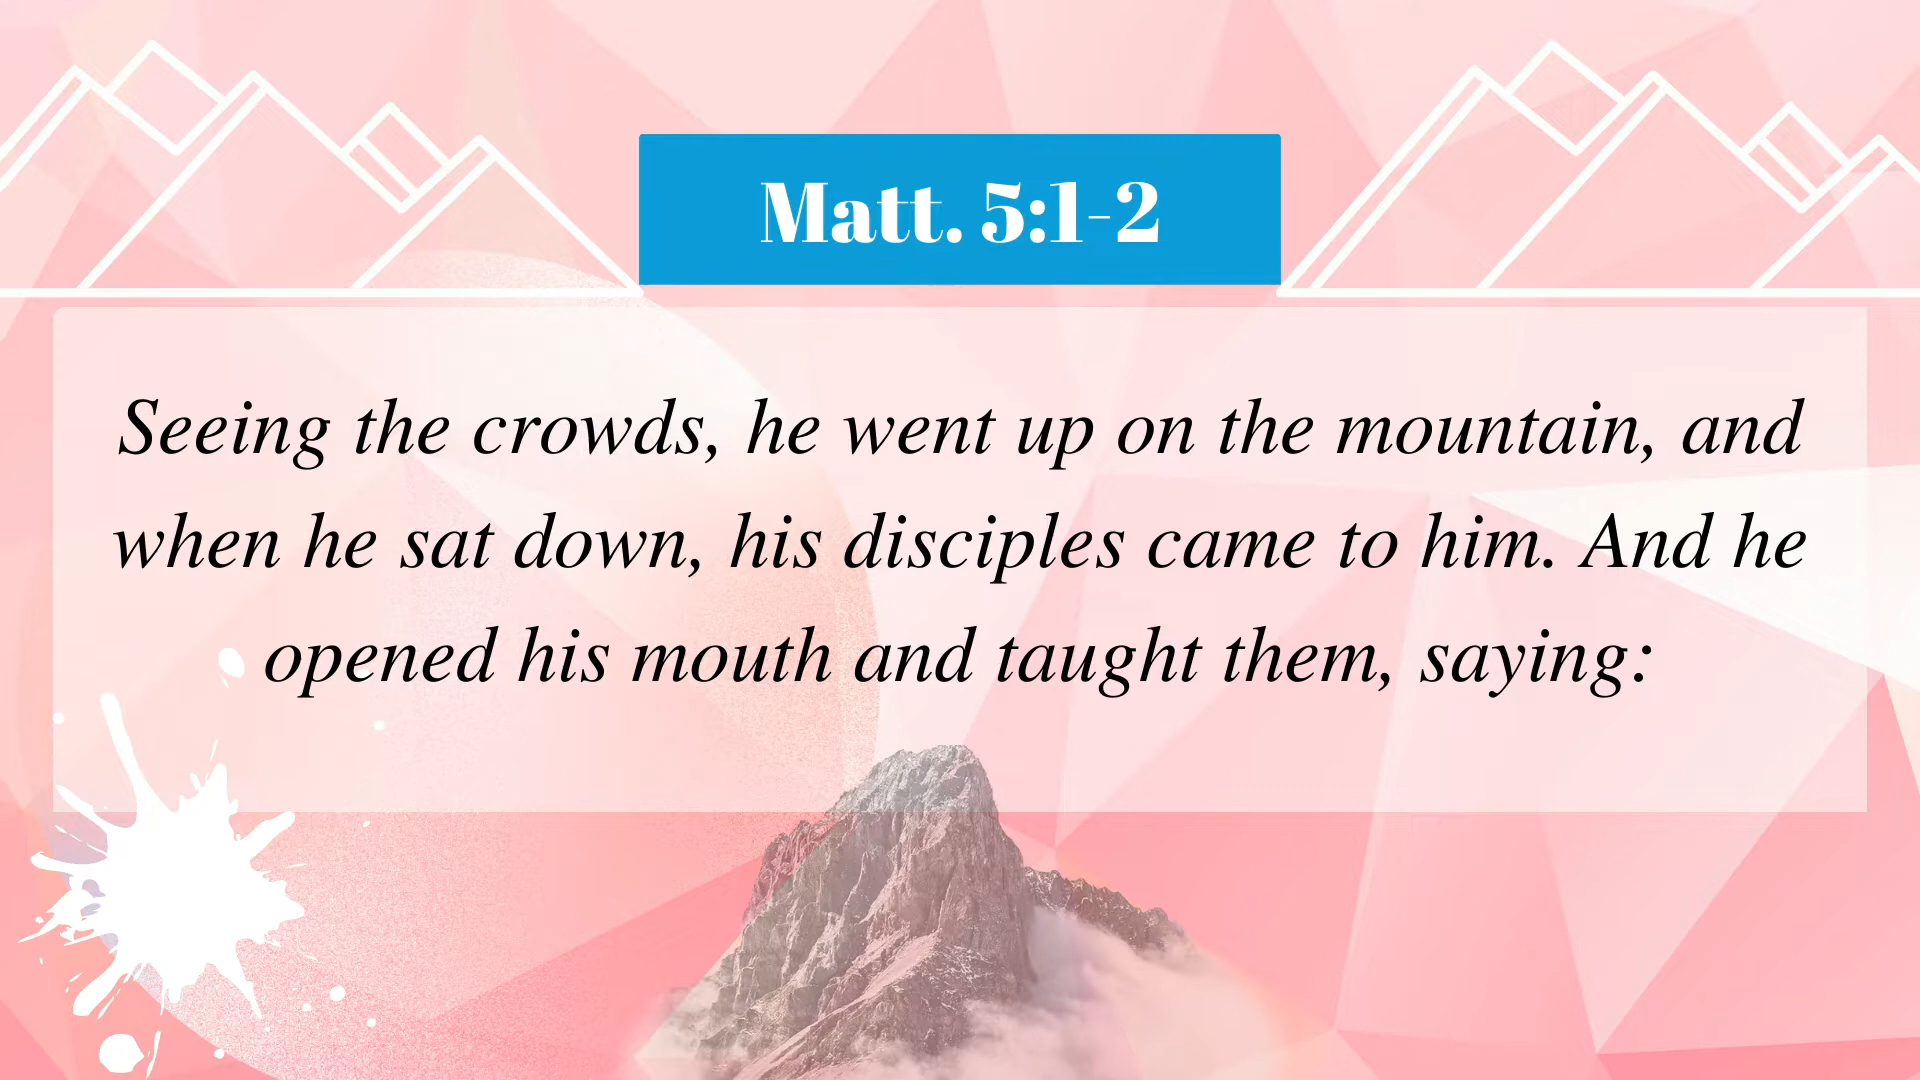 Matt. 5:1-2
Seeing the crowds, he went up on the mountain, and
when he sat down, his disciples came to him. And he
opened his mouth and taught them, saying: